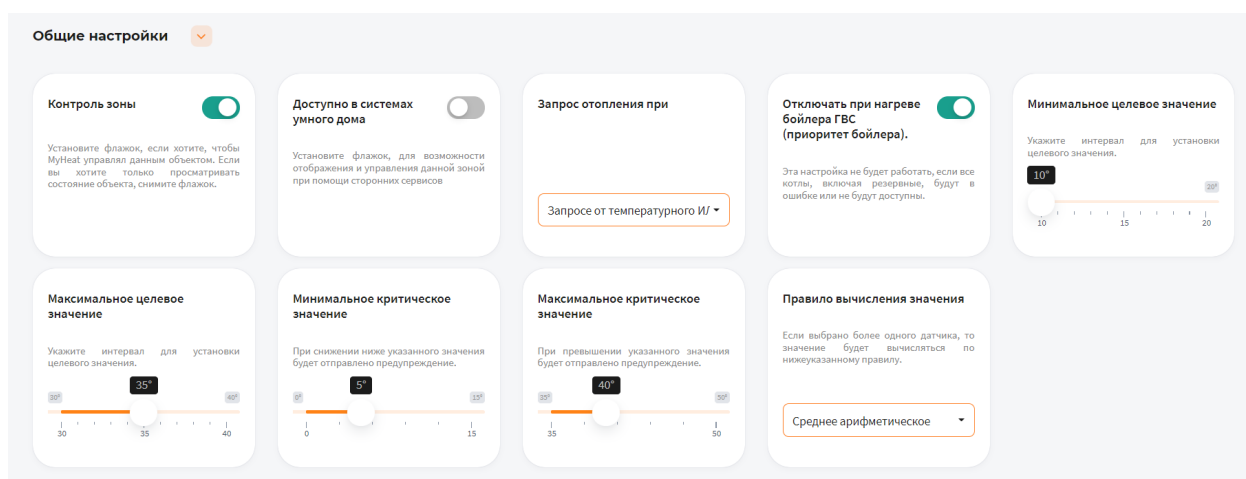 Общие настройки
Контроль зоны
Установите флажок, если хотите, чтобы
MyHeat управлял данным объектом. Если
вы хотите только просматривать
состояние объекта, снимите флажок.
Доступно в системах
умного дома
Установите флажок, для возможности
отображения и управления данной зоной
при помощи сторонних сервисов
Запрос отопления при
Запросе от температурного ИЛ
Отключать при нагреве
бойлера ГВС
(приоритет бойлера).
Эта настройка не будет работать, если все
котлы, включая резервные, будут в
ошибке или не будут доступны.
Минимальное целевое значение
Укажите интервал для установки
целевого значения.
10°
20°
10 15 20
Максимальное целевое
значение
Укажите интервал для установки
целевого значения.
35°
30° 40°
30 35 40
Минимальное критическое
значение
При снижении ниже указанного значения
будет отправлено предупреждение.
5°
0° 15°
0 15
Максимальное критическое
значение
При превышении указанного значения
будет отправлено предупреждение.
40°
35° 50°
35 50
Правило вычисления значения
Если выбрано более одного датчика, то
значение будет вычисляться по
нижеуказанному правилу.
Среднее арифметическое